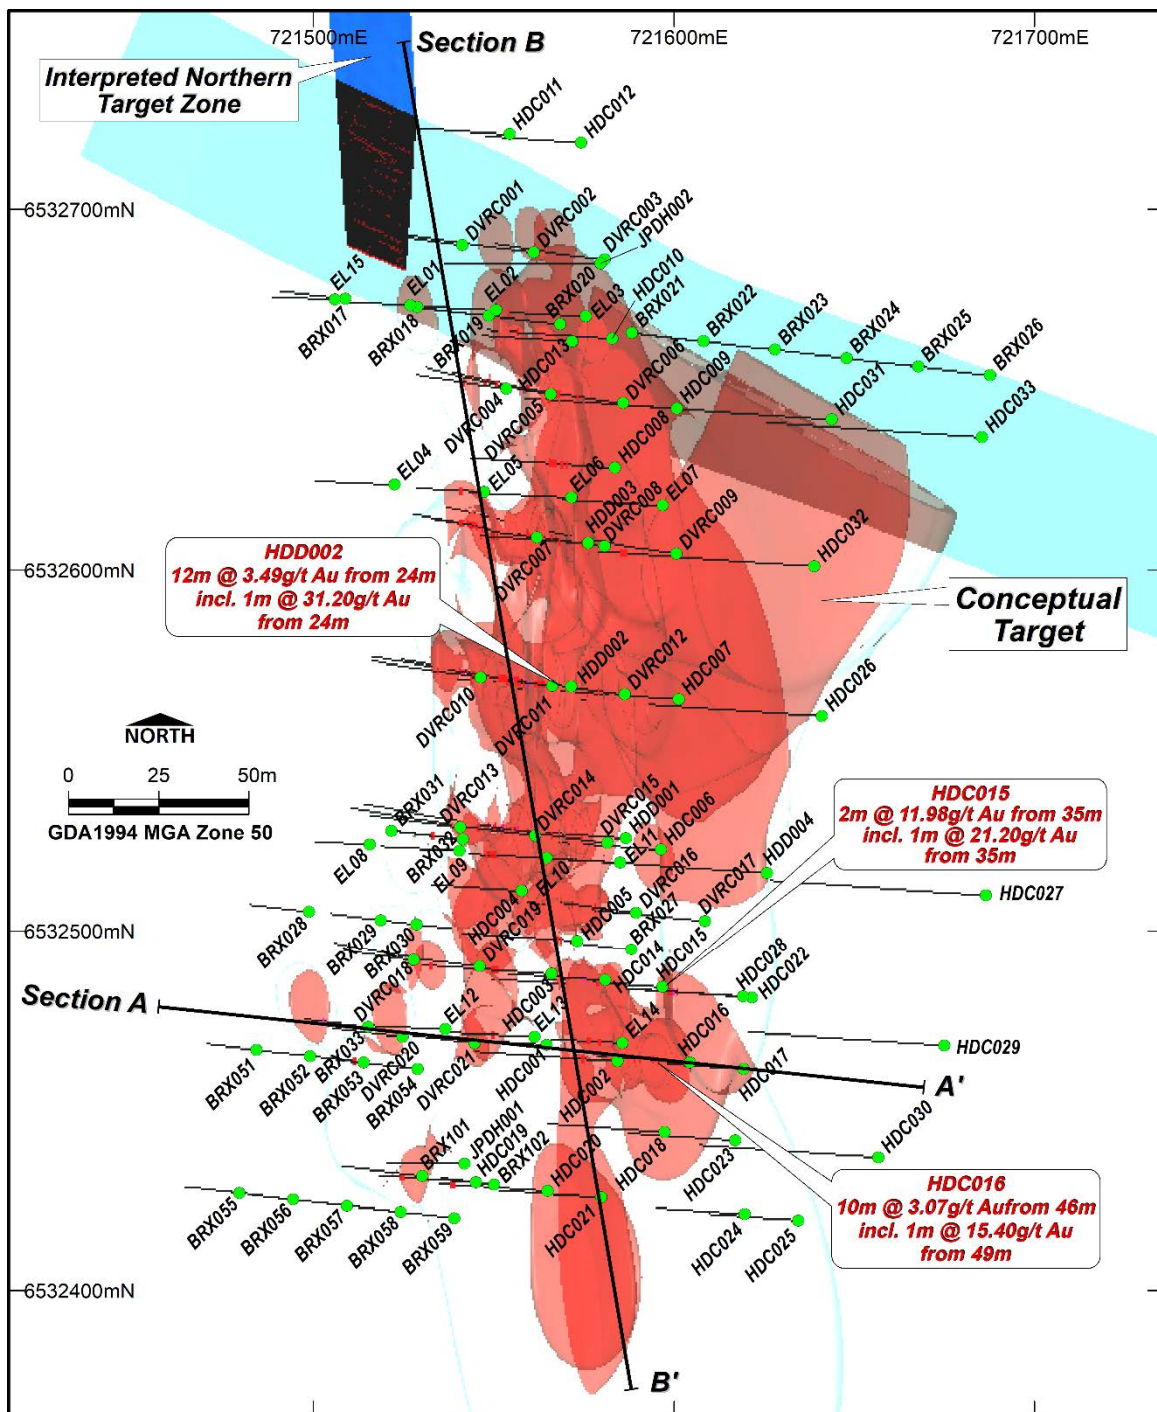 721500mE
721600mE
721700mE
Section B
Interpreted Northern
Target Zone
HDC011
HDC012
6532700mN
DVRC001
DVRC002
DVRC003
JPDH002
HDC010
EL15
EL01
EL02
BRX020
EL03
BRX021
BRX022
BRX023
BRX024
BRX025
BRX026
BRX017
BRX018
BRX019
HDC013
DVRC006
HDC009
HDC031
HDC033
DVRC004
DVRC005
HDC008
EL04
EL05
EL06
EL07
HDD003
DVRC008
DVRC009
HDC032
DVRC007
6532600mN
HDD002
12m @ 3.49g/t Au from 24m
incl. 1m @ 31.20g/t Au
from 24m
Conceptual
Target
HDD002
DVRC012
HDC007
HDC026
DVRC010
DVRC011
NORTH
0 25 50m
GDA1994 MGA Zone 50
HDC015
2m @ 11.98g/t Au from 35m
incl. 1m @ 21.20g/t Au
from 35m
BRX031
DVRC013
DVRC014
DVRC015
HDD001
HDC006
EL08
BRX032
EL09
EL10
EL11
DVRC016
DVRC017
HDD004
HDC027
BRX028
BRX029
BRX030
HDC004
DVRC019
HDC005
BRX027
6532500mN
DVRC018
HDC014
HDC015
HDC028
HDC022
Section A
EL12
HDC003
EL13
EL14
HDC016
HDC029
BRX051
BRX052
BRX033
BRX053
DVRC020
BRX054
DVRC021
HDC001
HDC002
HDC017
A'
BRX101
JPDH001
HDC019
BRX102
HDC020
HDC018
HDC023
HDC030
BRX055
BRX056
BRX057
BRX058
BRX059
HDC021
HDC024
HDC025
HDC016
10m @ 3.07g/t Aufrom 46m
incl. 1m @ 15.40g/t Au
from 49m
6532400mN
B'